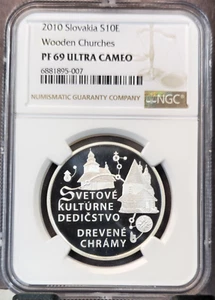 2010 Slovakia S10E
Wooden Churches
PF 69 ULTRA CAMEO
6881895-007
NUMISMATIC GUARANTY COMPANY
NGC
SVETOVÉ
KULTÚRNE
DEDIČSTVO
DREVENÉ
CHRÁMY